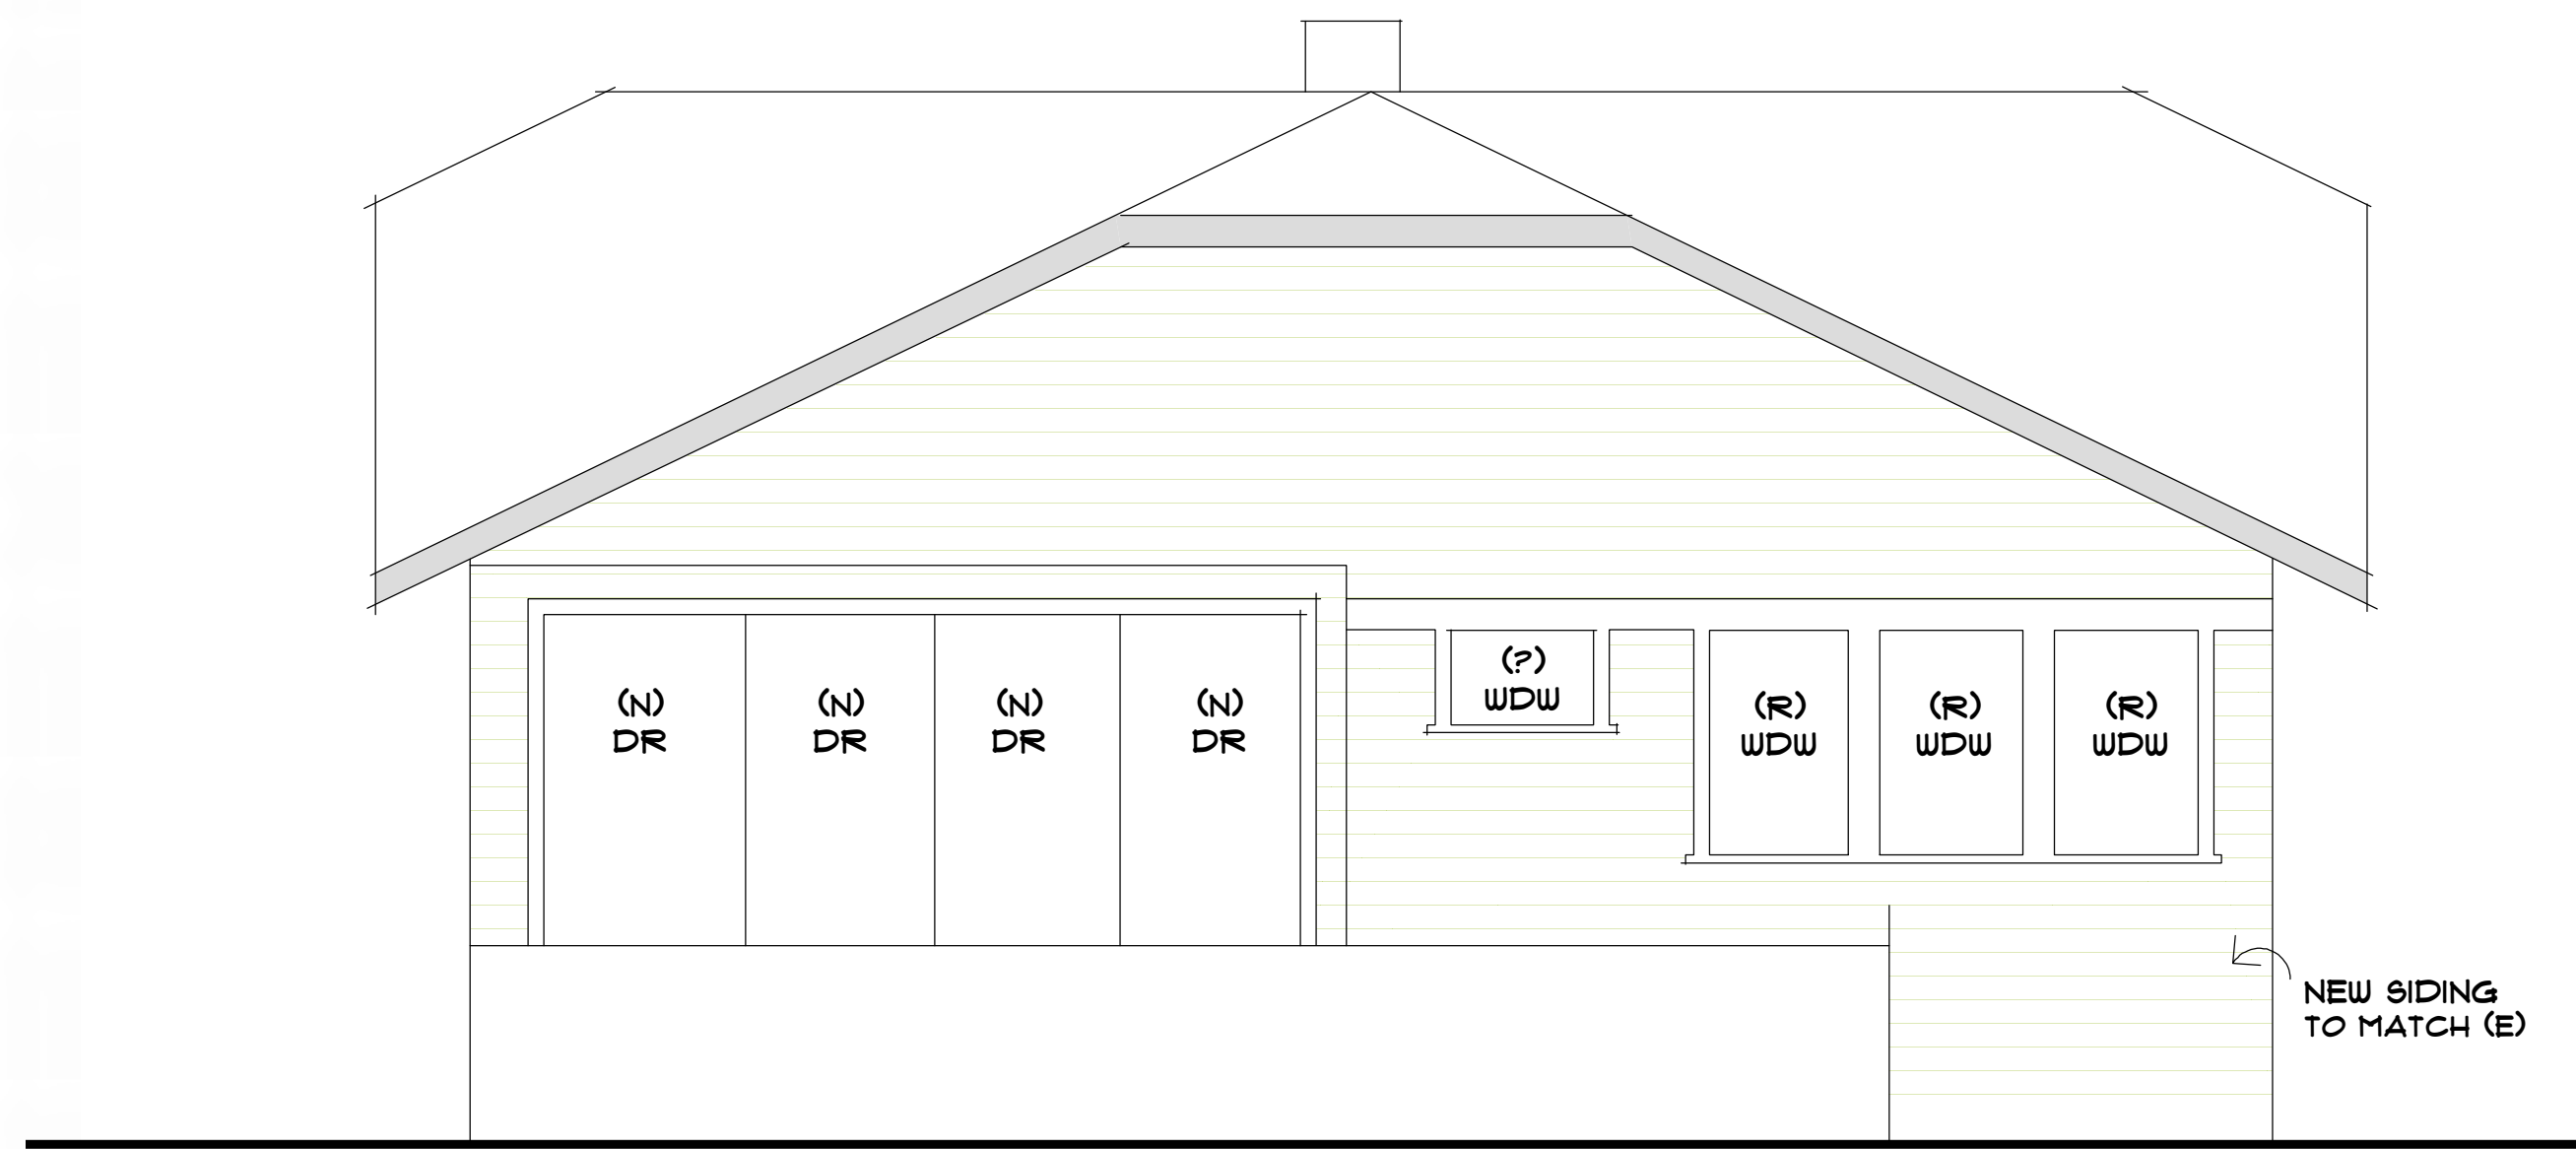 (?)
WDW
(N)
DR
(N)
DR
(N)
DR
(N)
DR
(R)
WDW
(R)
WDW
(R)
WDW
NEW SIDING
TO MATCH (E)